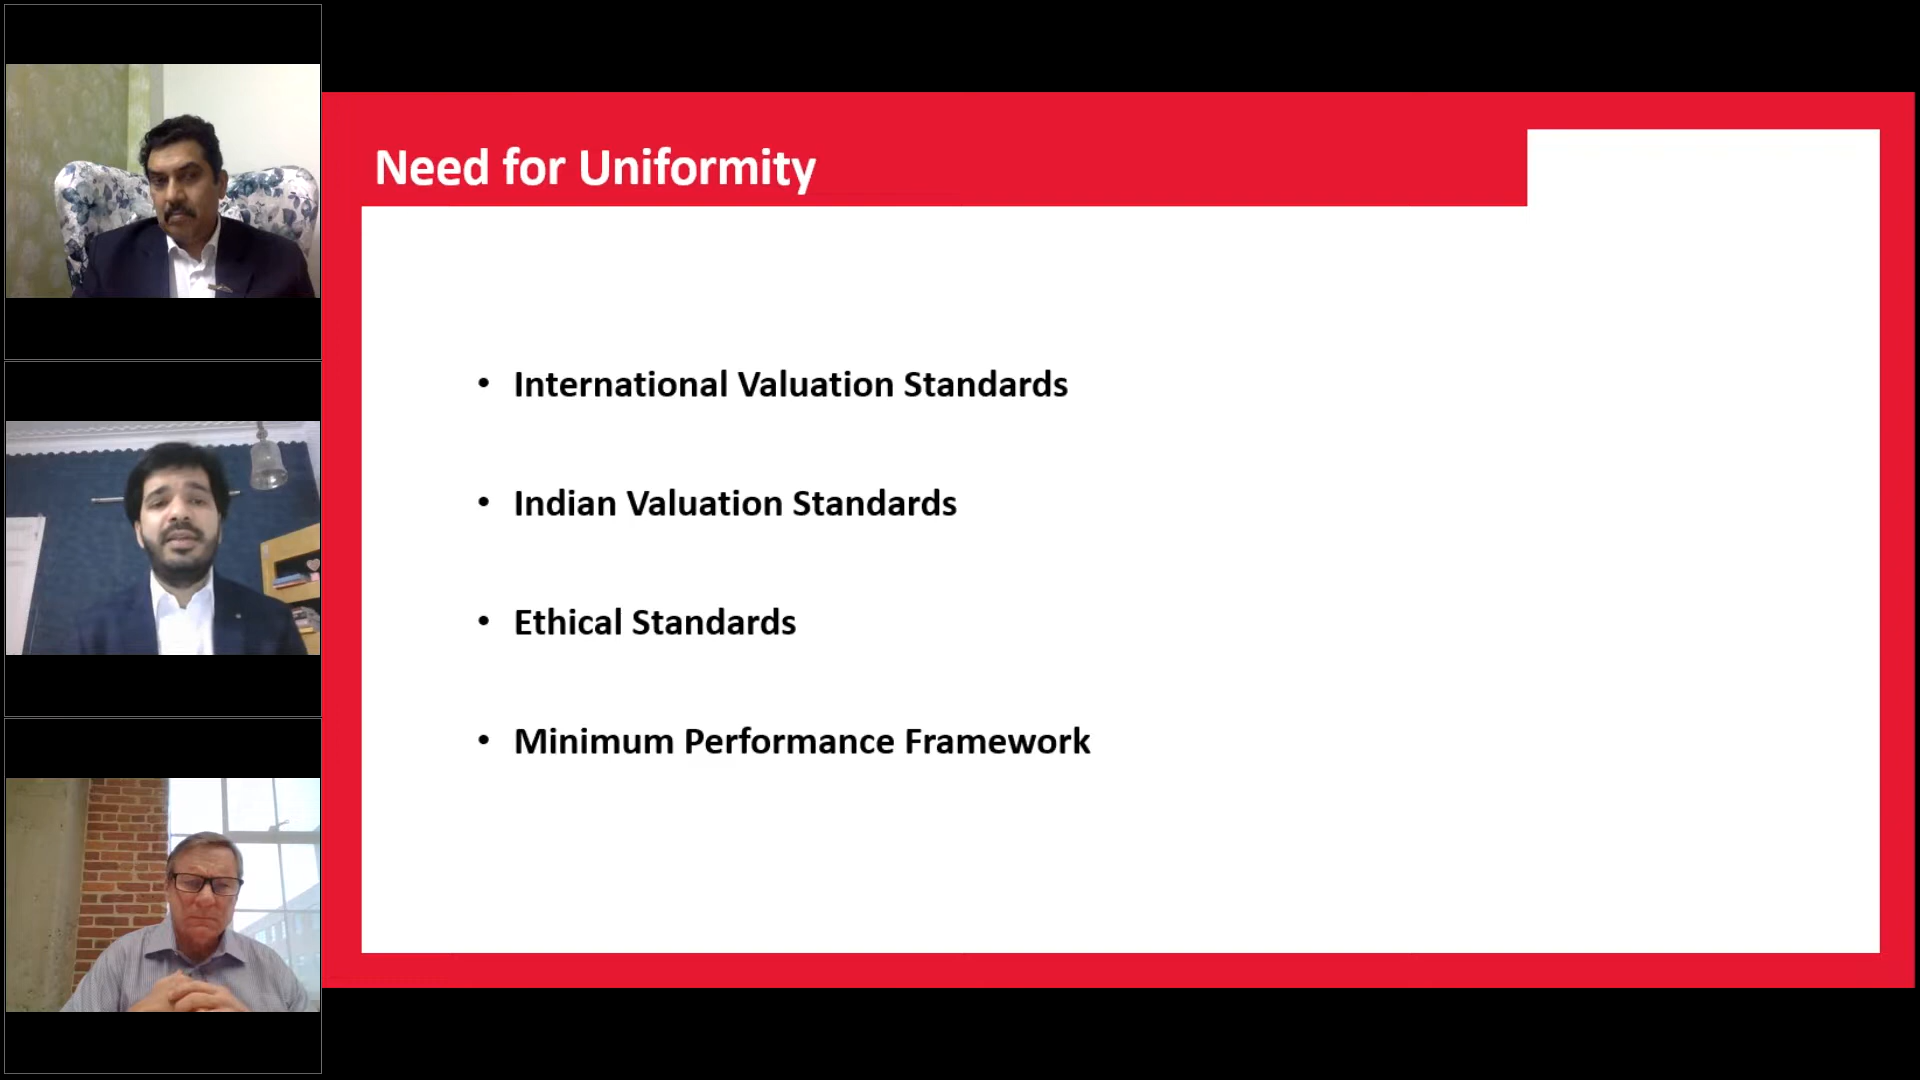 Need for Uniformity
• International Valuation Standards
• Indian Valuation Standards
• Ethical Standards
• Minimum Performance Framework